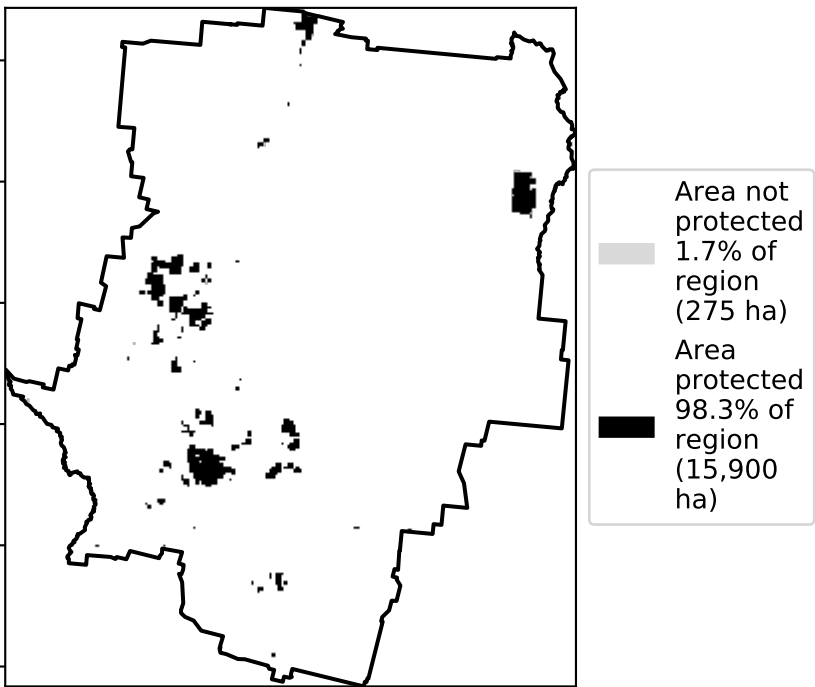 Area not
protected
1.7% of
region
(275 ha)
Area
protected
98.3% of
region
(15,900
ha)